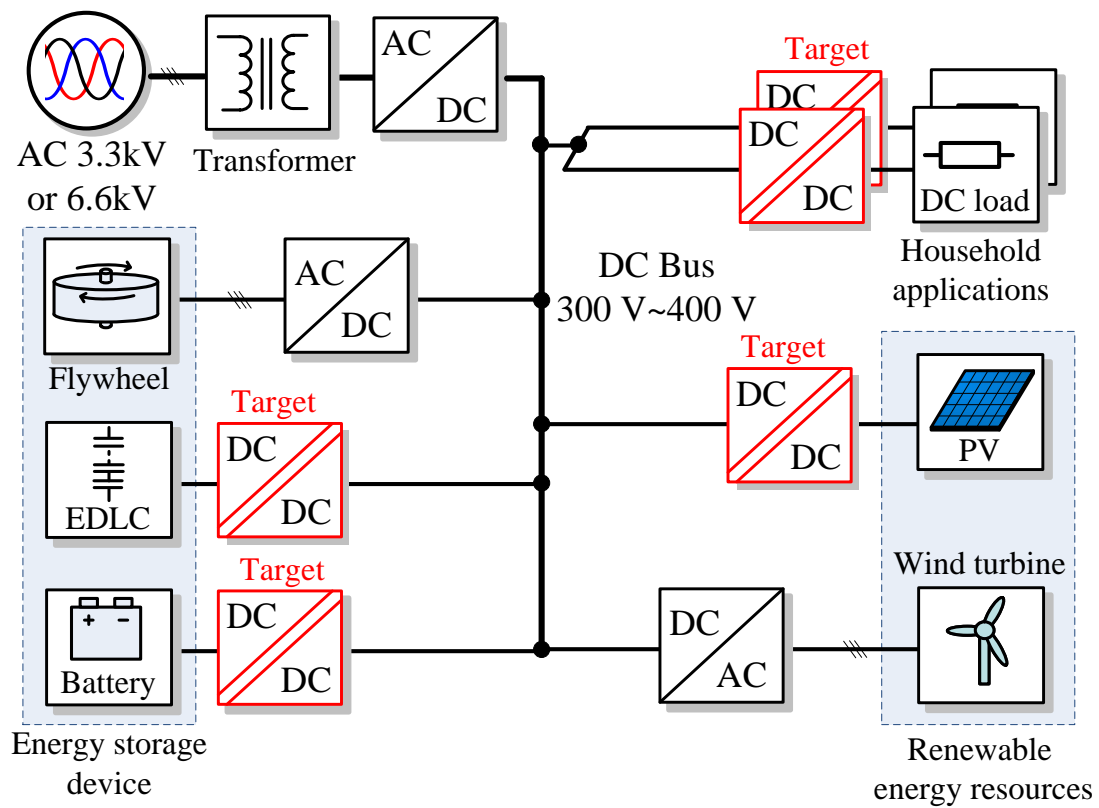 AC
DC
AC 3.3kV
or 6.6kV
Transformer
Target
DC
DC
DC
DC load
Household
applications
Flywheel
AC
DC
DC Bus
300 V~400 V
Target
DC
DC
PV
EDLC
Target
DC
DC
Battery
+ −
Target
DC
DC
DC
AC
Wind turbine
Energy storage
device
Renewable
energy resources